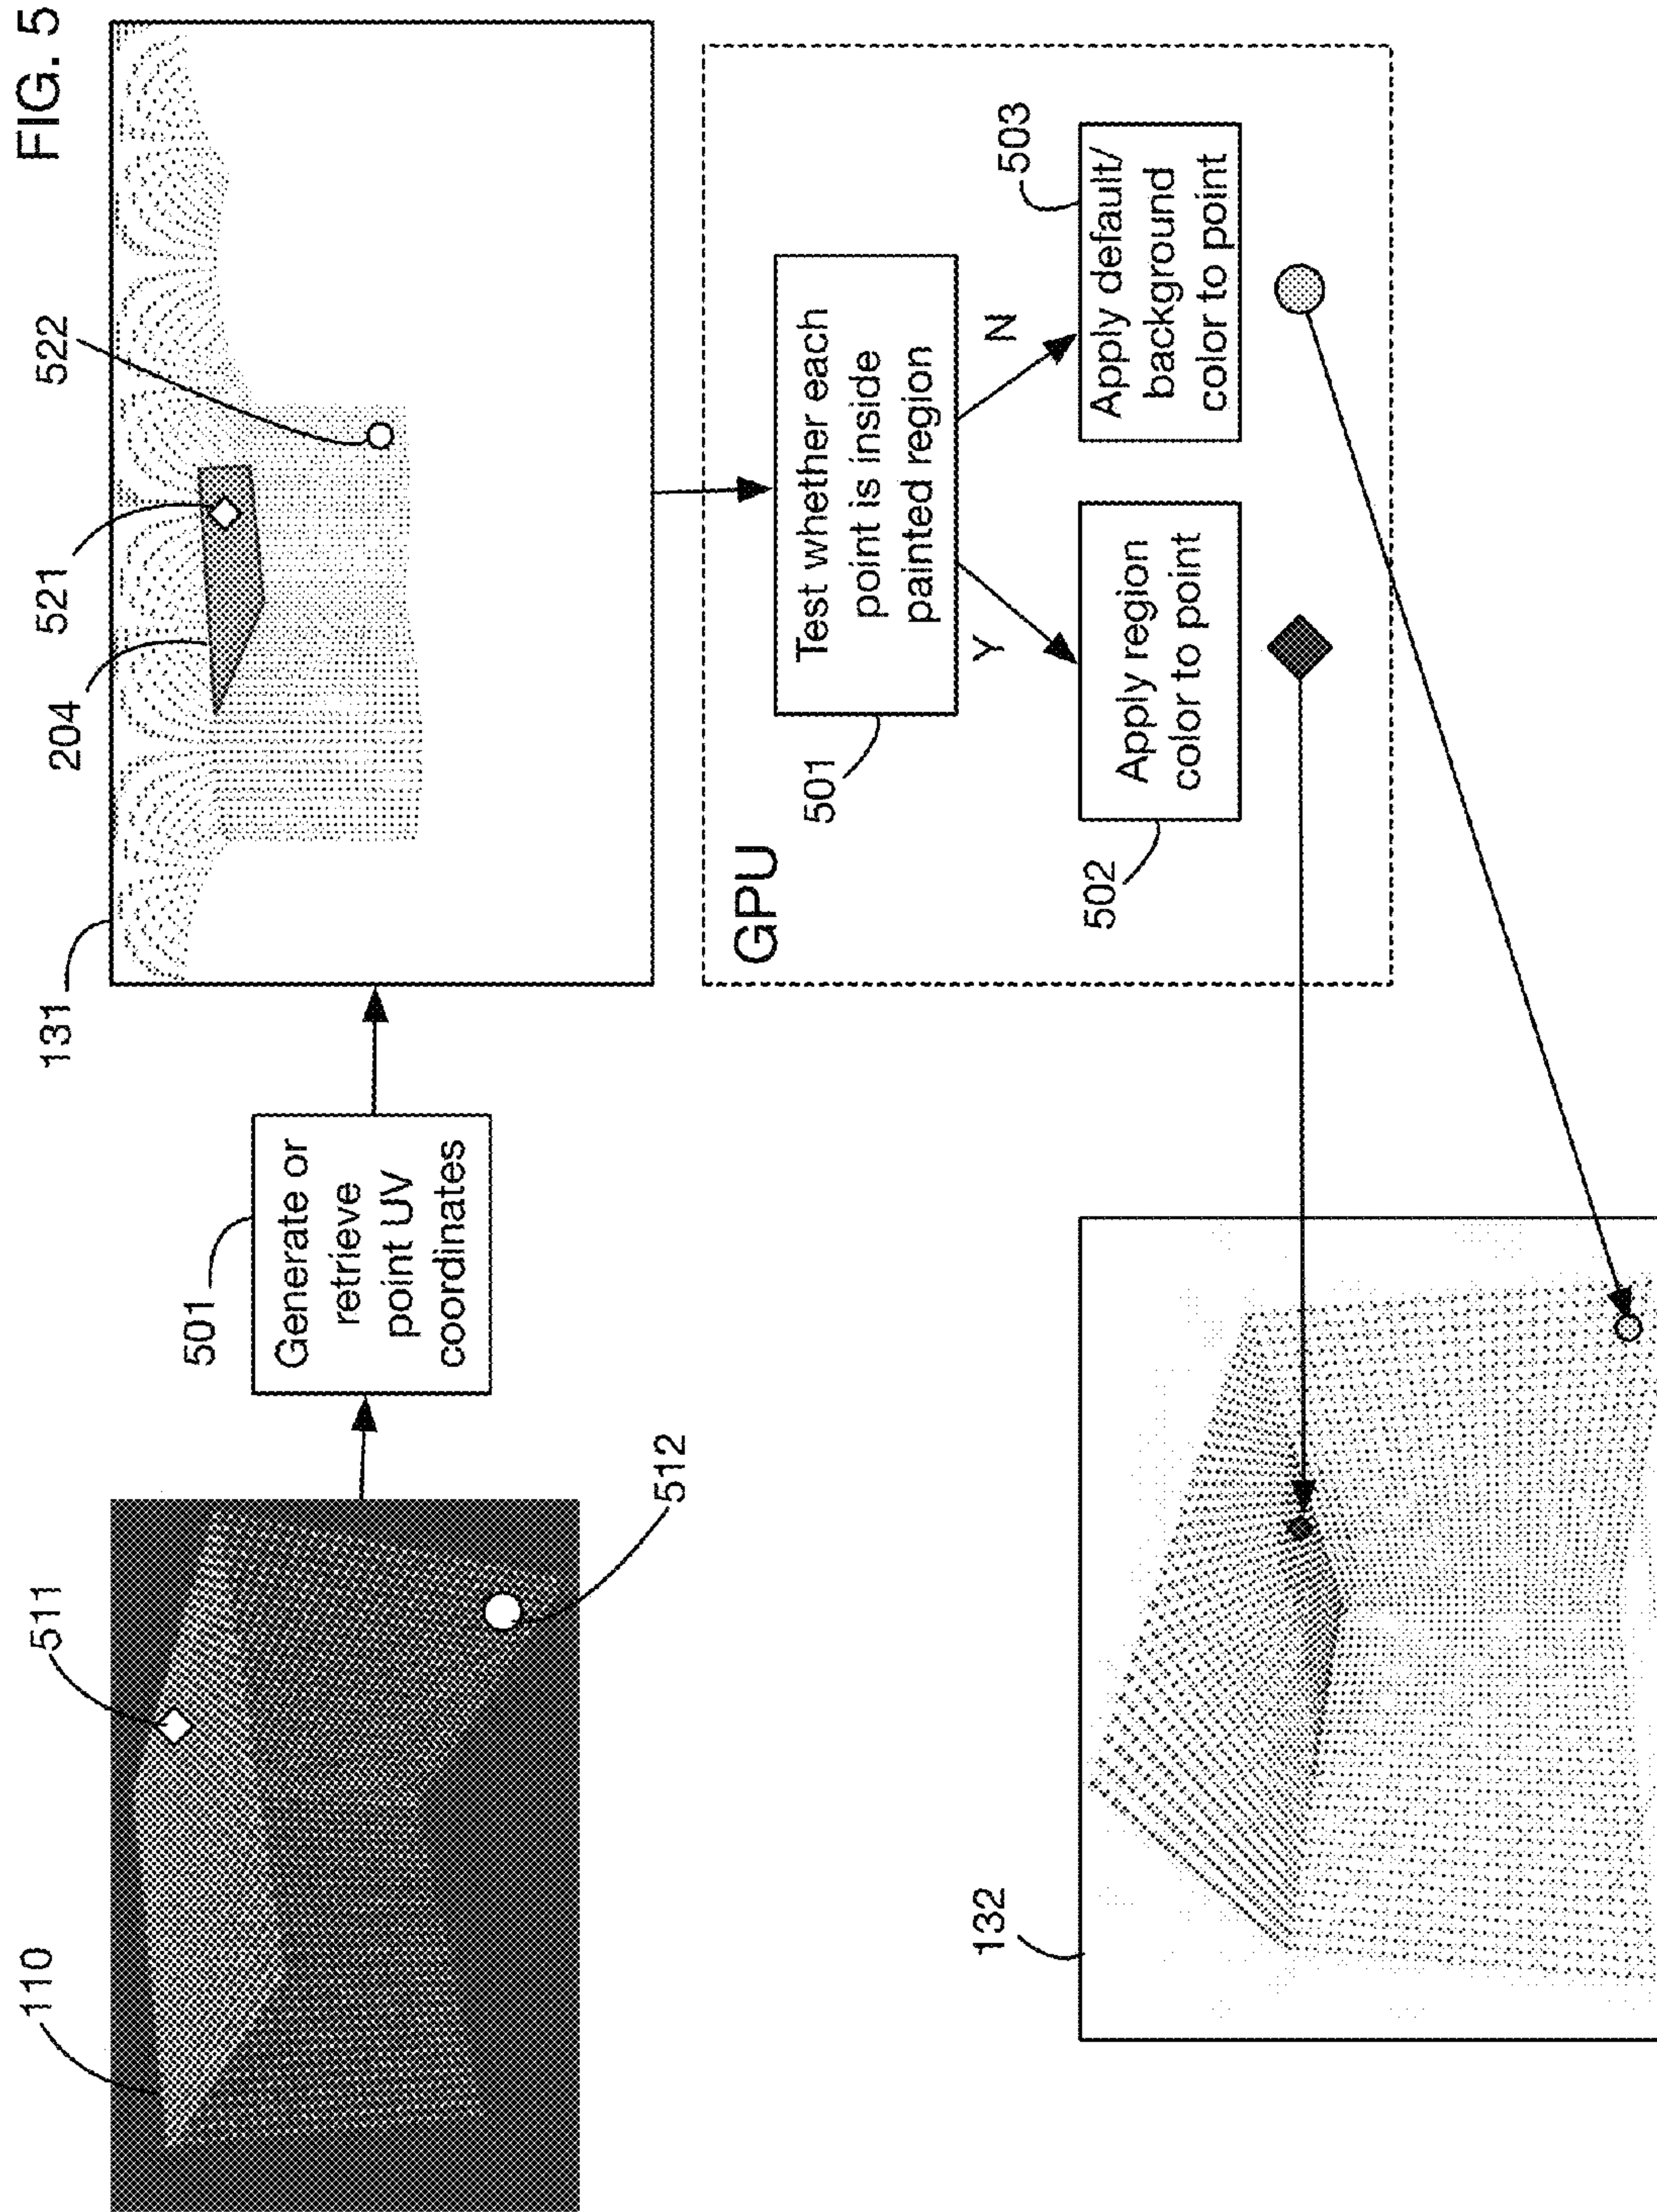 FIG. 5
110
511
512
501
Generate or
retrieve
point UV
coordinates
131
204
521
522
GPU
501
Test whether each
point is inside
painted region
Y
N
502
Apply region
color to point
503
Apply default/
background
color to point
132